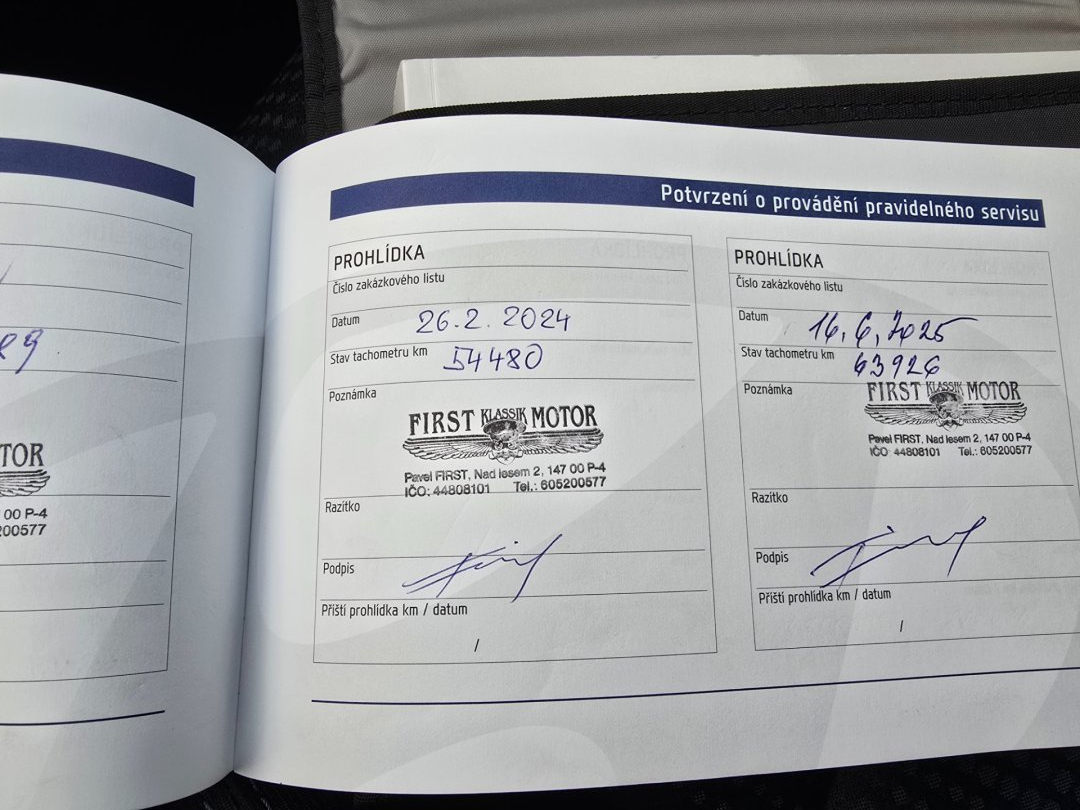 89
TOR
00 P-4
200577
Potvrzení o provádění pravidelného servisu
PROHLÍDKA
Číslo zakázkového listu
Datum 26.2.2024
Stav tachometru km 54480
Poznámka
FIRST KLASSIK MOTOR
Pavel FIRST, Nad lesem 2, 147 00 P-4
IČO: 44808101 Tel.: 605200577
Razítko
Podpis
Příští prohlídka km / datum
/
PROHLÍDKA
Číslo zakázkového listu
Datum 16.6.2025
Stav tachometru km 63926
Poznámka
FIRST KLASSIK MOTOR
Pavel FIRST, Nad lesem 2, 147 00 P-4
IČO: 44808101 Tel.: 605200577
Razítko
Podpis
Příští prohlídka km / datum
/